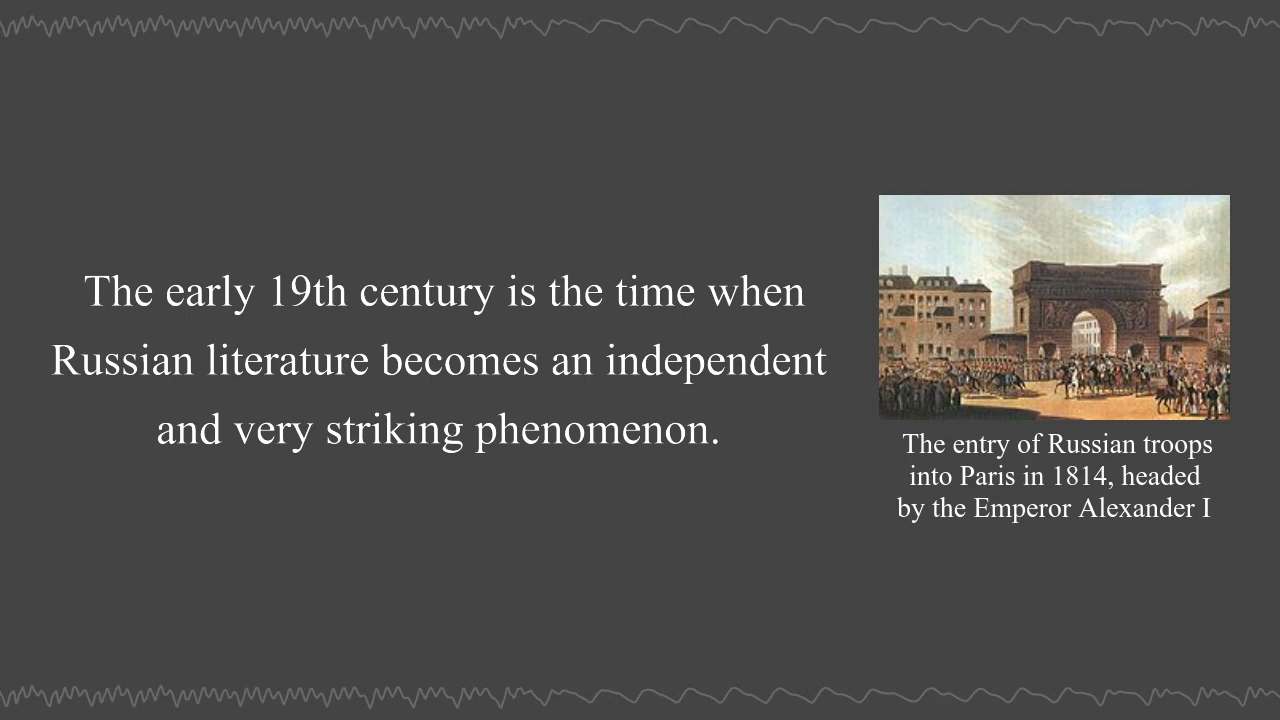 The early 19th century is the time when
Russian literature becomes an independent
and very striking phenomenon.
The entry of Russian troops
into Paris in 1814, headed
by the Emperor Alexander I